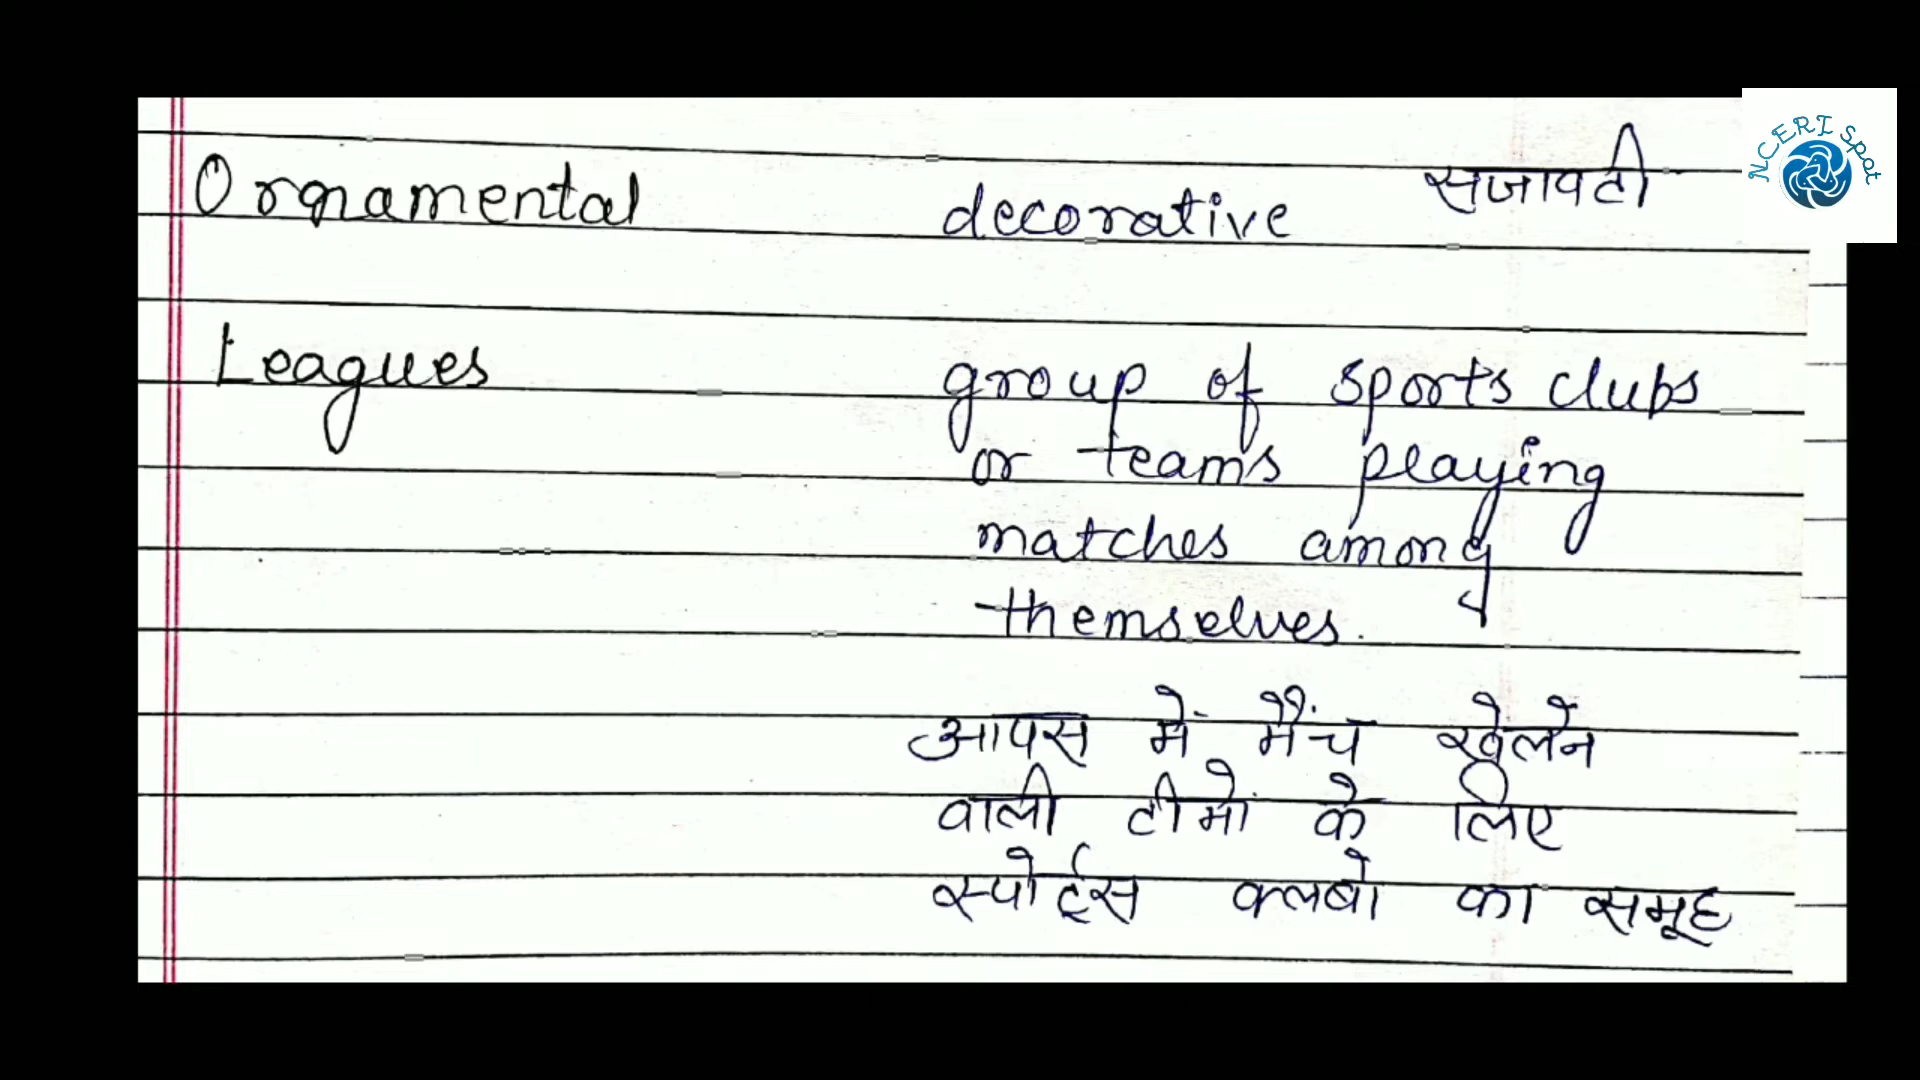 Ornamental decorative सजावटी
NCERT Spot
Leagues group of sports clubs
or teams playing
matches among
themselves.
आपस में मैंच खेलने
वाली टीमों के लिए
स्पोर्ट्स क्लबो का समूह